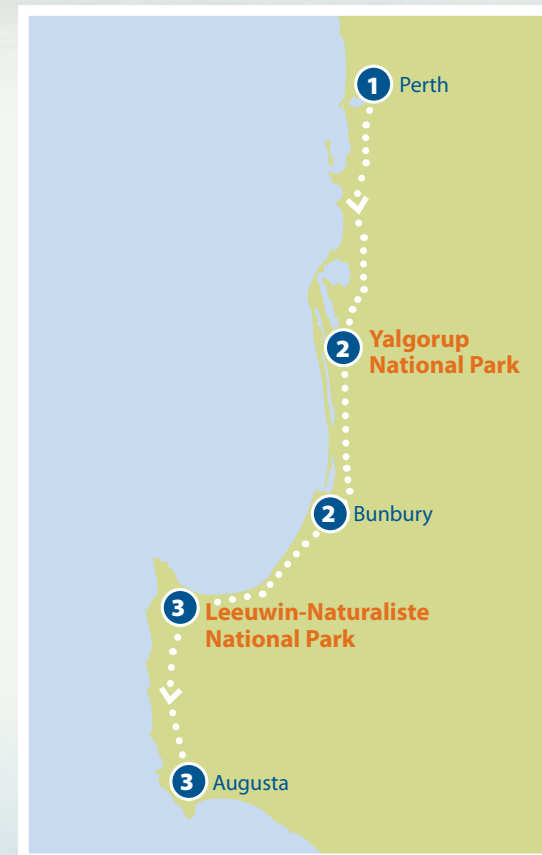 1 Perth
2 Yalgorup
National Park
2 Bunbury
3 Leeuwin-Naturaliste
National Park
3 Augusta